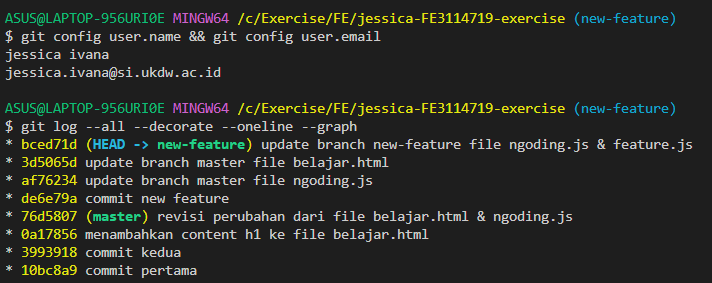 ASUS@LAPTOP-956URI0E MINGW64 /c/Exercise/FE/jessica-FE3114719-exercise (new-feature)
$ git config user.name && git config user.email
jessica ivana
jessica.ivana@si.ukdw.ac.id
ASUS@LAPTOP-956URI0E MINGW64 /c/Exercise/FE/jessica-FE3114719-exercise (new-feature)
$ git log --all --decorate --oneline --graph
* bced71d (HEAD -> new-feature) update branch new-feature file ngoding.js & feature.js
* 3d5065d update branch master file belajar.html
* af76234 update branch master file ngoding.js
* de6e79a commit new feature
* 76d5807 (master) revisi perubahan dari file belajar.html & ngoding.js
* 0a17856 menambahkan content h1 ke file belajar.html
* 3993918 commit kedua
* 10bc8a9 commit pertama